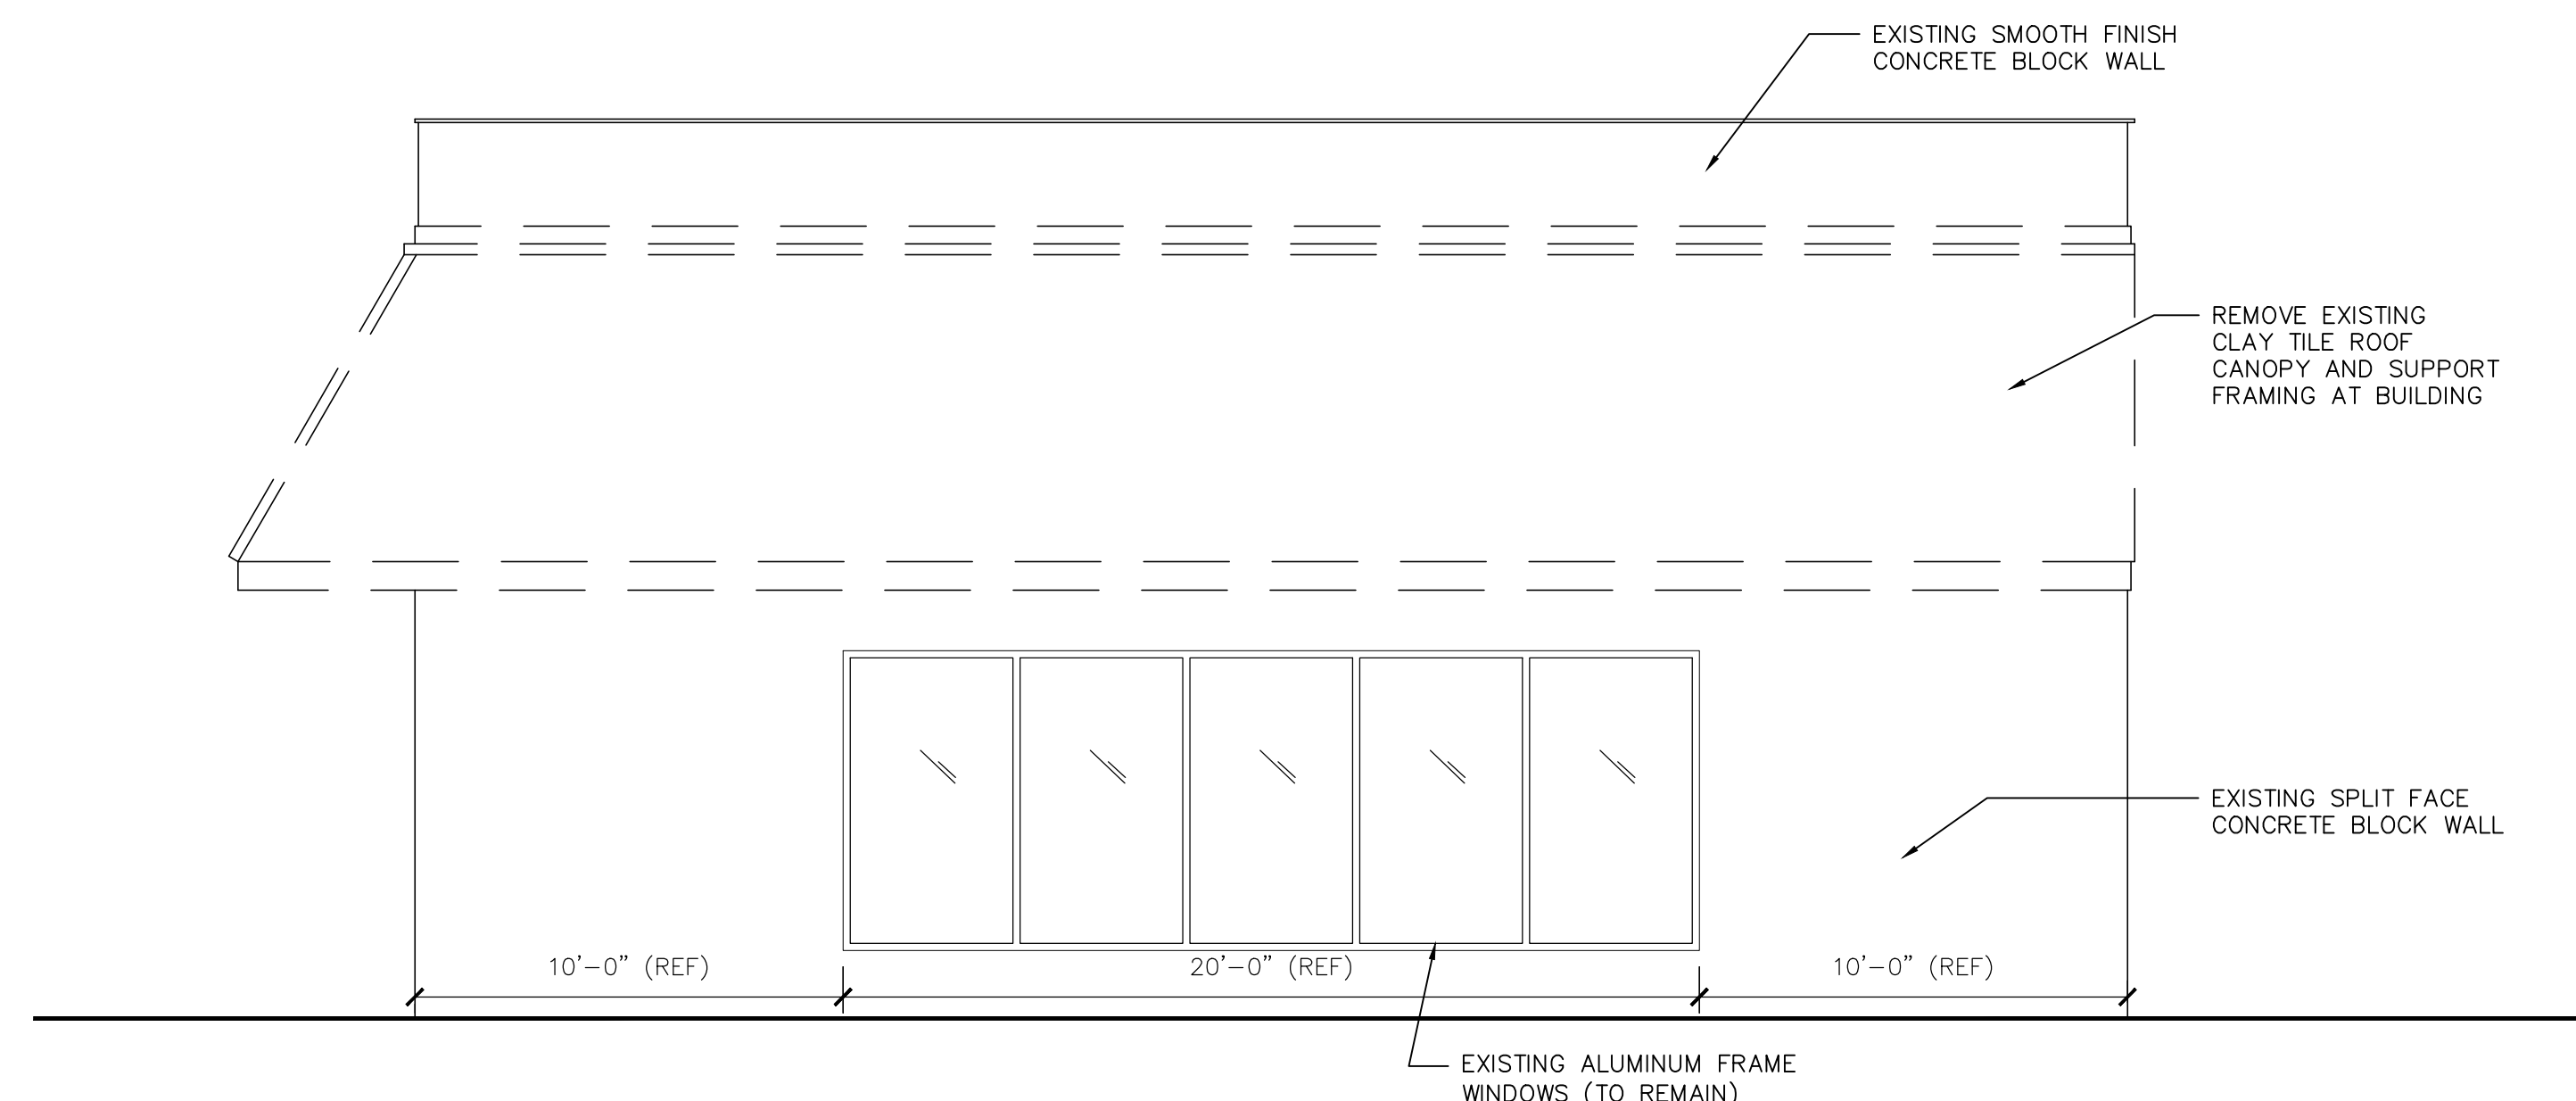 EXISTING SMOOTH FINISH
CONCRETE BLOCK WALL
REMOVE EXISTING
CLAY TILE ROOF
CANOPY AND SUPPORT
FRAMING AT BUILDING
EXISTING SPLIT FACE
CONCRETE BLOCK WALL
10'-0" (REF)
20'-0" (REF)
10'-0" (REF)
EXISTING ALUMINUM FRAME
WINDOWS (TO REMAIN)